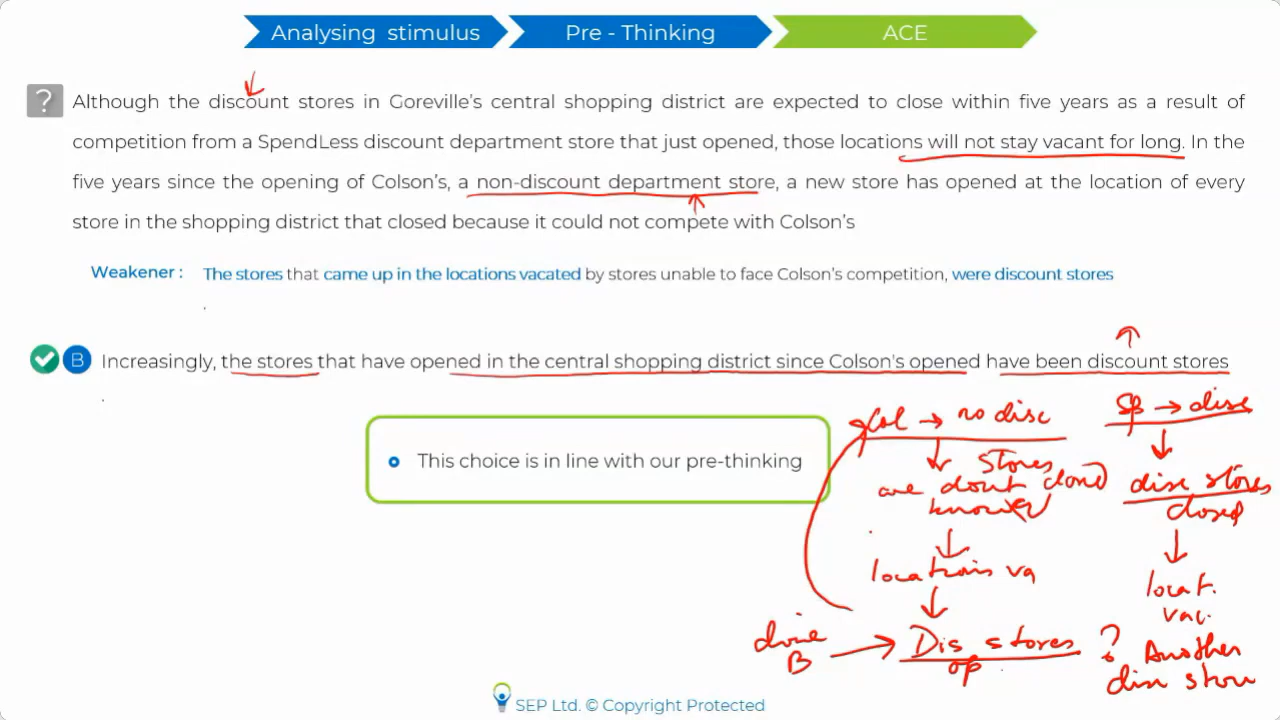 Analysing stimulus
Pre - Thinking
ACE
?
Although the discount stores in Goreville's central shopping district are expected to close within five years as a result of
competition from a SpendLess discount department store that just opened, those locations will not stay vacant for long. In the
five years since the opening of Colson's, a non-discount department store, a new store has opened at the location of every
store in the shopping district that closed because it could not compete with Colson's
Weakener : The stores that came up in the locations vacated by stores unable to face Colson's competition, were discount stores
.
B Increasingly, the stores that have opened in the central shopping district since Colson's opened have been discount stores
.
This choice is in line with our pre-thinking
Col → no disc
stores
are dont
know
locations va
Dis stores
op
B
Sp → disc
disc stores
closed
locat.
vac.
? Another
disc store
SEP Ltd. © Copyright Protected